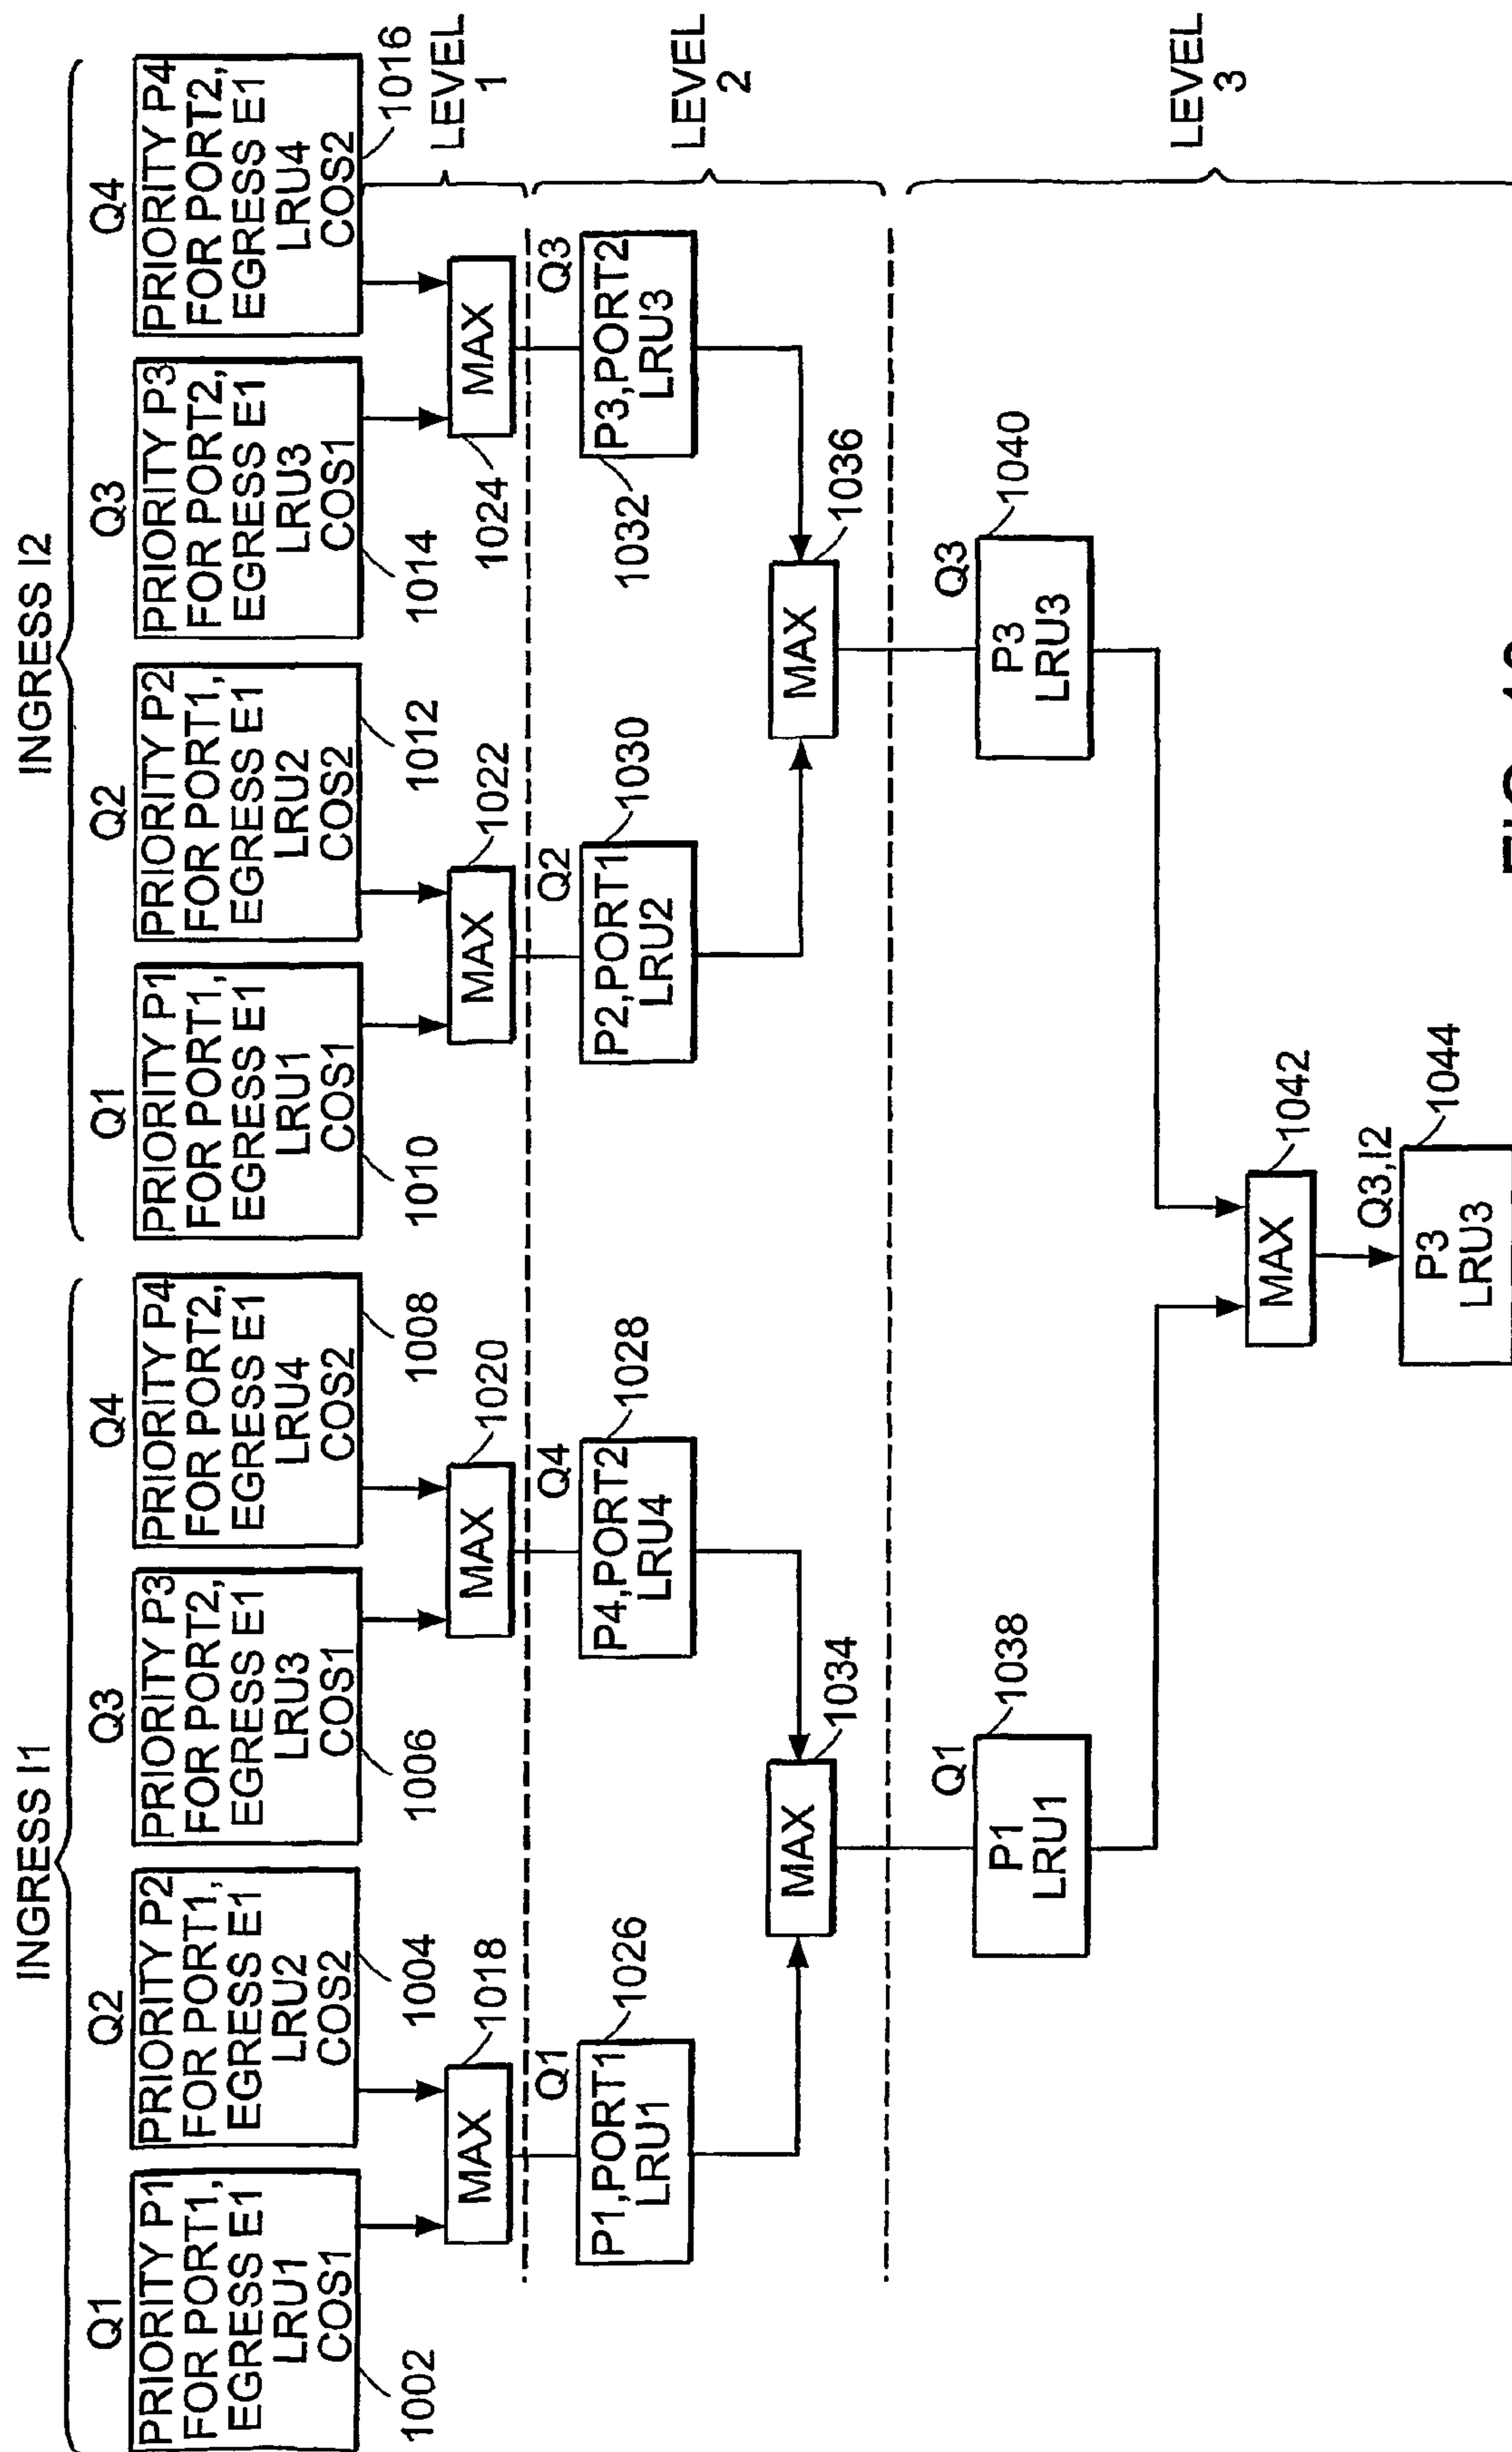 INGRESS I1
INGRESS I2
Q1
PRIORITY P1
FOR PORT1,
EGRESS E1
LRU1
COS1
1002
Q2
PRIORITY P2
FOR PORT1,
EGRESS E1
LRU2
COS2
1004
Q3
PRIORITY P3
FOR PORT2,
EGRESS E1
LRU3
COS1
1006
Q4
PRIORITY P4
FOR PORT2,
EGRESS E1
LRU4
COS2
1008
Q1
PRIORITY P1
FOR PORT1,
EGRESS E1
LRU1
COS1
1010
Q2
PRIORITY P2
FOR PORT1,
EGRESS E1
LRU2
COS2
1012
Q3
PRIORITY P3
FOR PORT2,
EGRESS E1
LRU3
COS1
1014
Q4
PRIORITY P4
FOR PORT2,
EGRESS E1
LRU4
COS2
1016
LEVEL
1
MAX
1018
MAX
1020
MAX
1022
MAX
1024
Q1
P1,PORT1
LRU1
1026
Q4
P4,PORT2
LRU4
1028
Q2
P2,PORT1
LRU2
1030
Q3
P3,PORT2
LRU3
1032
LEVEL
2
MAX
1034
MAX
1036
Q1
P1
LRU1
1038
Q3
P3
LRU3
1040
LEVEL
3
MAX
1042
Q3,I2
P3
LRU3
1044